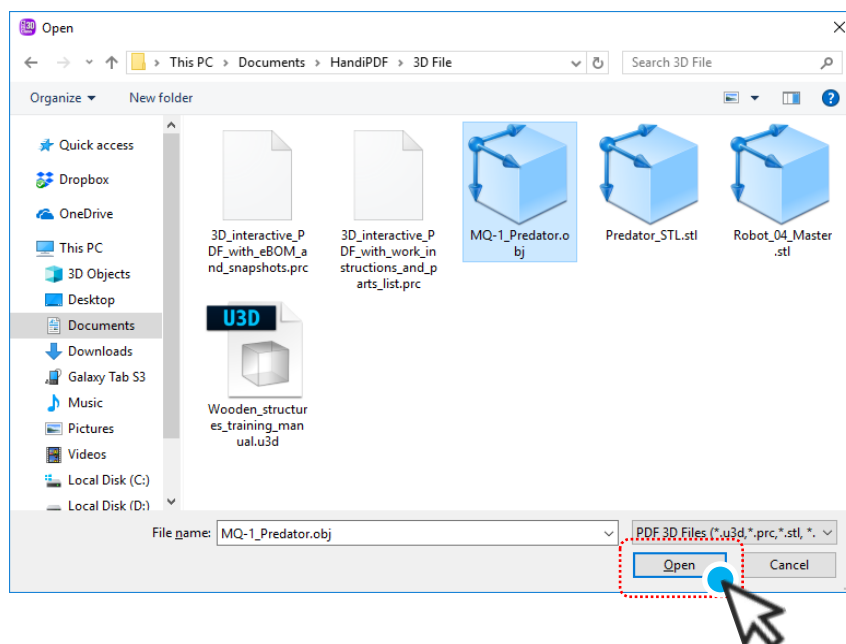 Open
This PC > Documents > HandiPDF > 3D File
Search 3D File
Organize
New folder
Quick access
Dropbox
OneDrive
This PC
3D Objects
Desktop
Documents
Downloads
Galaxy Tab S3
Music
Pictures
Videos
Local Disk (C:)
Local Disk (D:)
3D_interactive_P
DF_with_eBOM_a
nd_snapshots.prc
3D_interactive_P
DF_with_work_in
structions_and_p
arts_list.prc
MQ-1_Predator.o
bj
Predator_STL.stl
Robot_04_Master
.stl
U3D
Wooden_structur
es_training_man
ual.u3d
File name:
MQ-1_Predator.obj
PDF 3D Files (*.u3d,*.prc,*.stl, *.
Open
Cancel